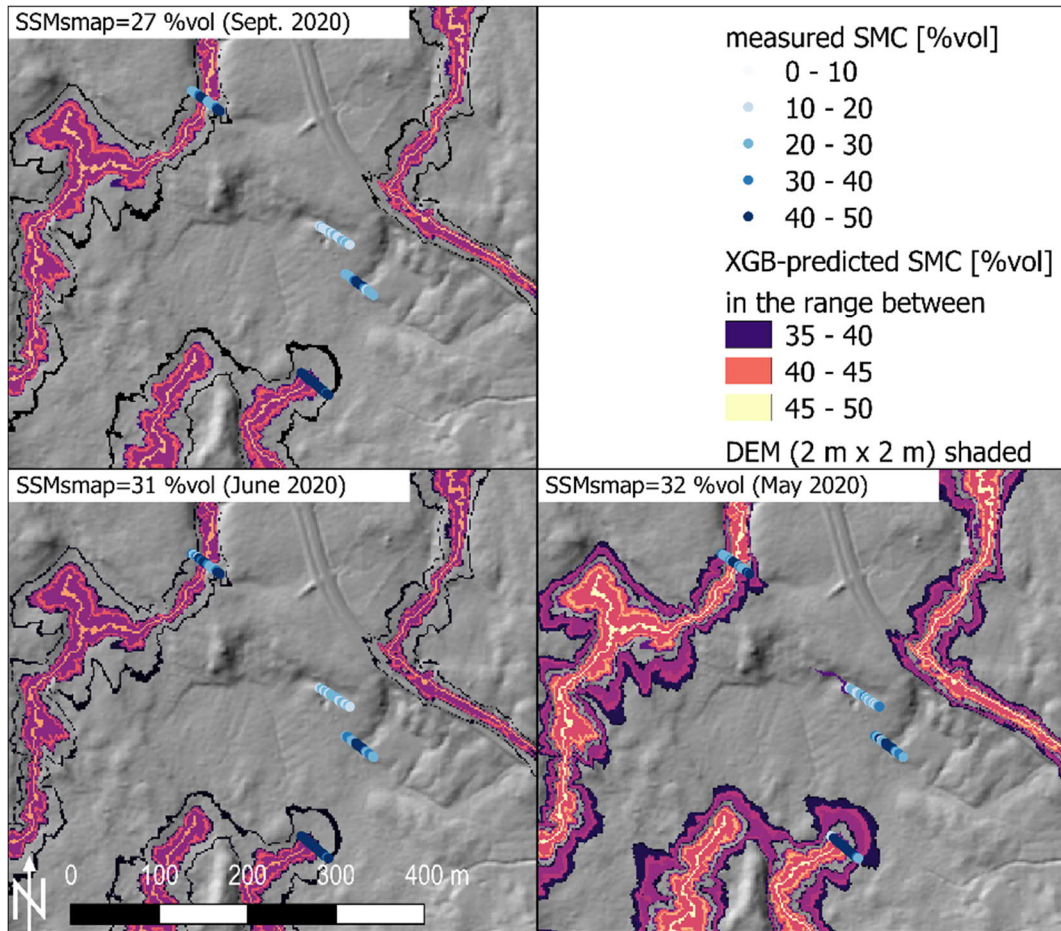 SSMsmap=27 %vol (Sept. 2020)
measured SMC [%vol]
0 - 10
10 - 20
20 - 30
30 - 40
40 - 50
XGB-predicted SMC [%vol]
in the range between
35 - 40
40 - 45
45 - 50
DEM (2 m x 2 m) shaded
SSMsmap=31 %vol (June 2020)
SSMsmap=32 %vol (May 2020)
N
0 100 200 300 400 m